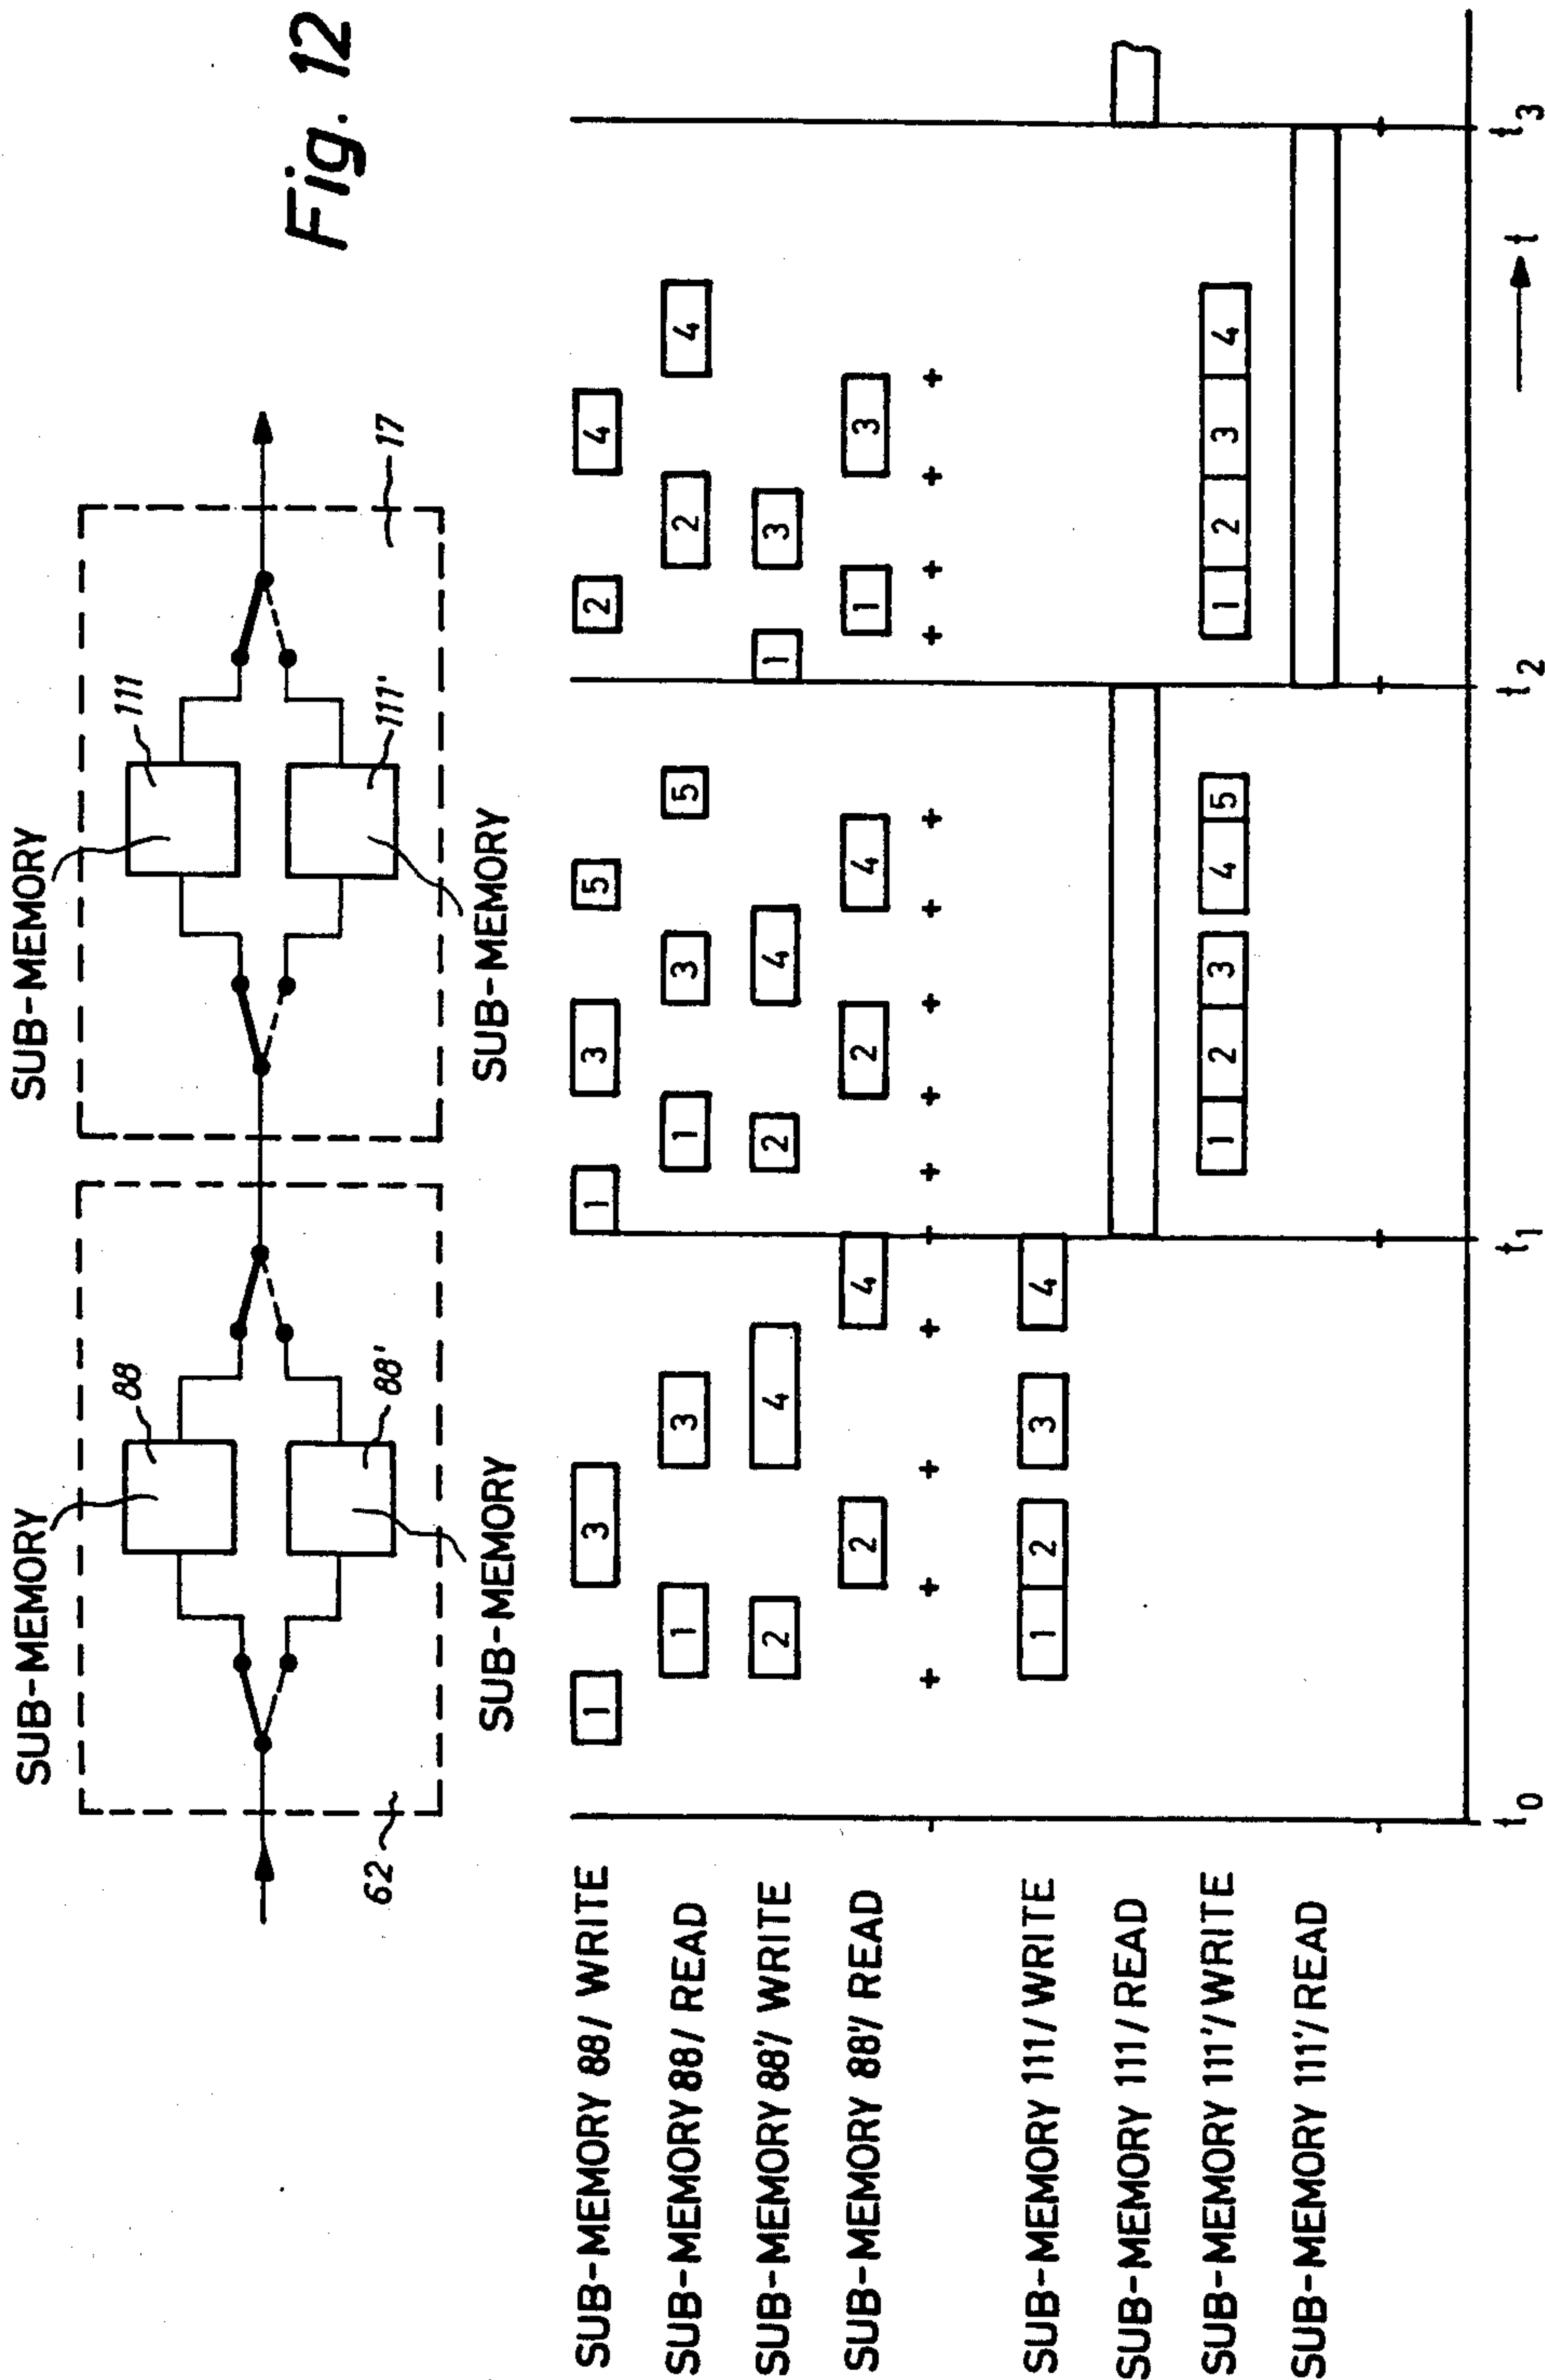 Fig. 12
SUB-MEMORY
SUB-MEMORY
88
111
88'
111'
62
17
SUB-MEMORY
SUB-MEMORY
SUB-MEMORY 88/ WRITE
1 3 1 3 5 2 4
SUB-MEMORY 88/ READ
1 3 1 3 5 2 4
SUB-MEMORY 88'/ WRITE
2 4 2 4 1 3
SUB-MEMORY 88'/ READ
2 4 2 4 1 3
+ + + + + + + + + + + + +
SUB-MEMORY 111/ WRITE
1 2 3 4
SUB-MEMORY 111/ READ
SUB-MEMORY 111'/ WRITE
1 2 3 4 5 1 2 3 4
SUB-MEMORY 111'/ READ
t0 t1 t2 t t3